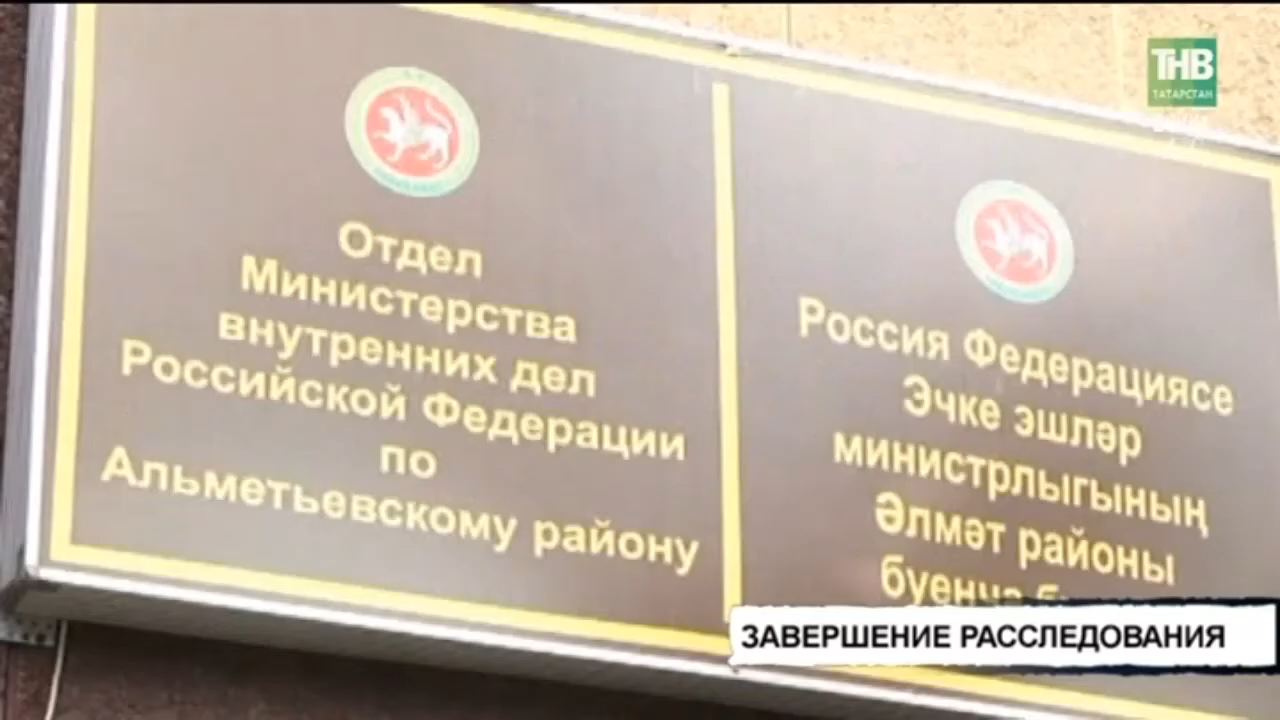 ТНВ
ТАТАРСТАН
Отдел
Министерства
внутренних дел
Российской Федерации
по
Альметьевскому району
Россия Федерациясе
Эчке эшләр
министрлыгының
Әлмәт районы
буенча
ЗАВЕРШЕНИЕ РАССЛЕДОВАНИЯ